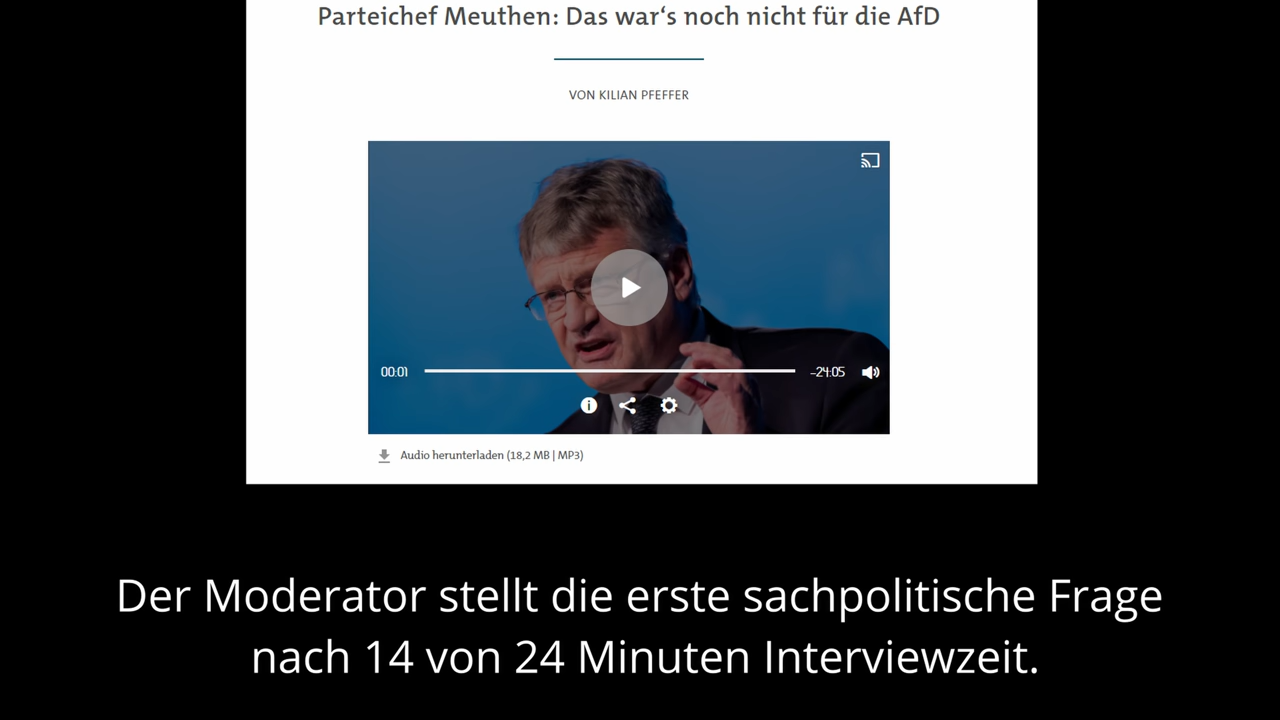 Parteichef Meuthen: Das war‘s noch nicht für die AfD
VON KILIAN PFEFFER
00:01
-24:05
Audio herunterladen (18,2 MB | MP3)
Der Moderator stellt die erste sachpolitische Frage
nach 14 von 24 Minuten Interviewzeit.